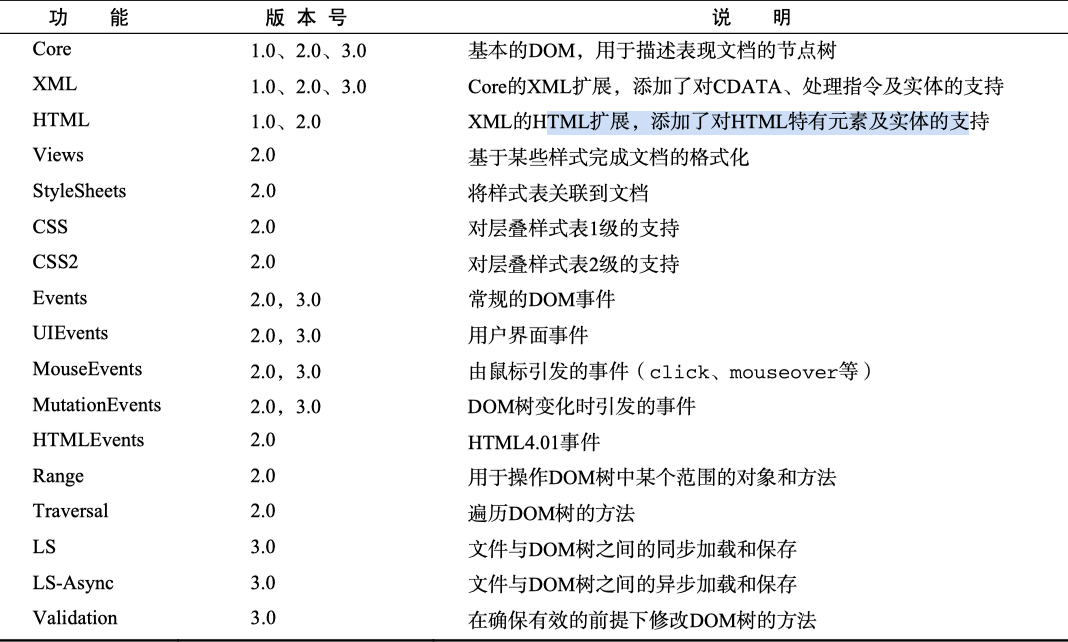 功 能 版 本 号 说 明
Core 1.0、2.0、3.0 基本的DOM，用于描述表现文档的节点树
XML 1.0、2.0、3.0 Core的XML扩展，添加了对CDATA、处理指令及实体的支持
HTML 1.0、2.0 XML的HTML扩展，添加了对HTML特有元素及实体的支持
Views 2.0 基于某些样式完成文档的格式化
StyleSheets 2.0 将样式表关联到文档
CSS 2.0 对层叠样式表1级的支持
CSS2 2.0 对层叠样式表2级的支持
Events 2.0，3.0 常规的DOM事件
UIEvents 2.0，3.0 用户界面事件
MouseEvents 2.0，3.0 由鼠标引发的事件（click、mouseover等）
MutationEvents 2.0，3.0 DOM树变化时引发的事件
HTMLEvents 2.0 HTML4.01事件
Range 2.0 用于操作DOM树中某个范围的对象和方法
Traversal 2.0 遍历DOM树的方法
LS 3.0 文件与DOM树之间的同步加载和保存
LS-Async 3.0 文件与DOM树之间的异步加载和保存
Validation 3.0 在确保有效的前提下修改DOM树的方法